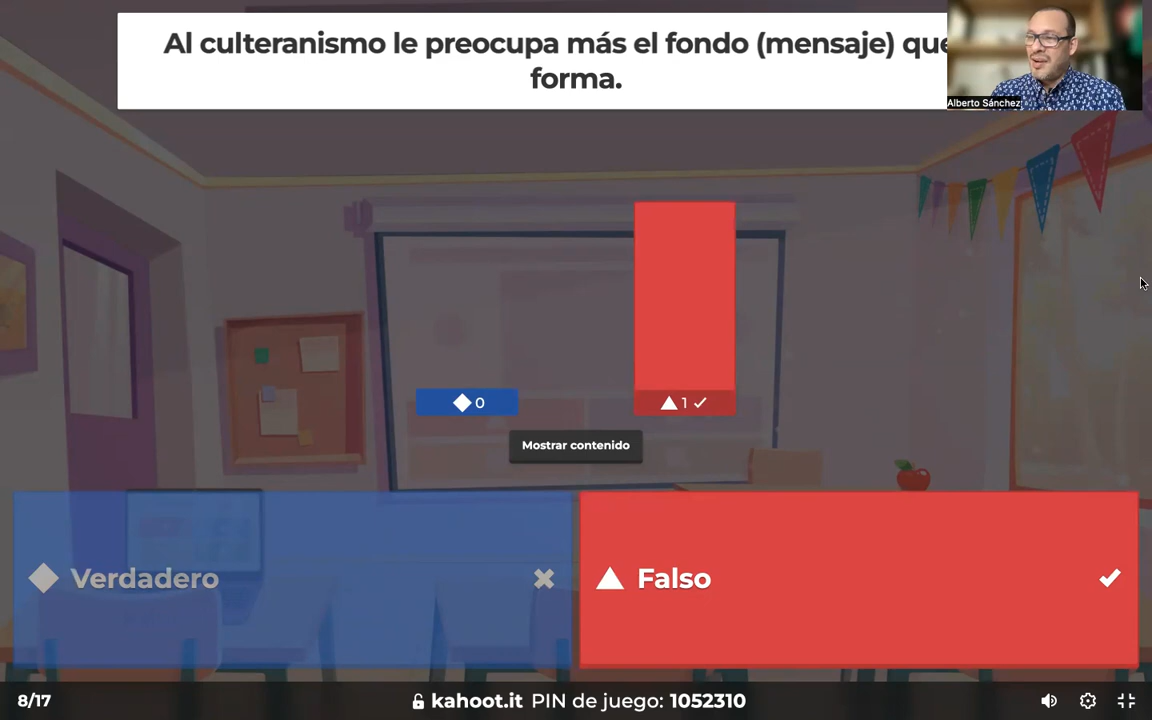 Al culteranismo le preocupa más el fondo (mensaje) que
forma.
Alberto Sánchez
0
1
Mostrar contenido
Verdadero
Falso
8/17
kahoot.it PIN de juego: 1052310